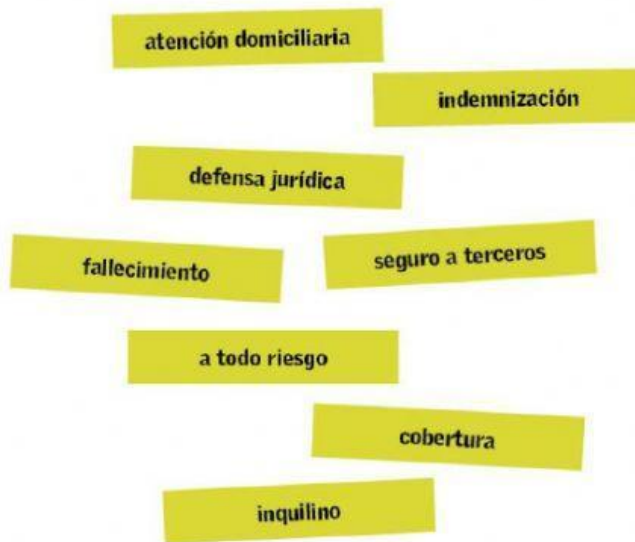 atención domiciliaria
indemnización
defensa jurídica
fallecimiento
seguro a terceros
a todo riesgo
cobertura
inquilino